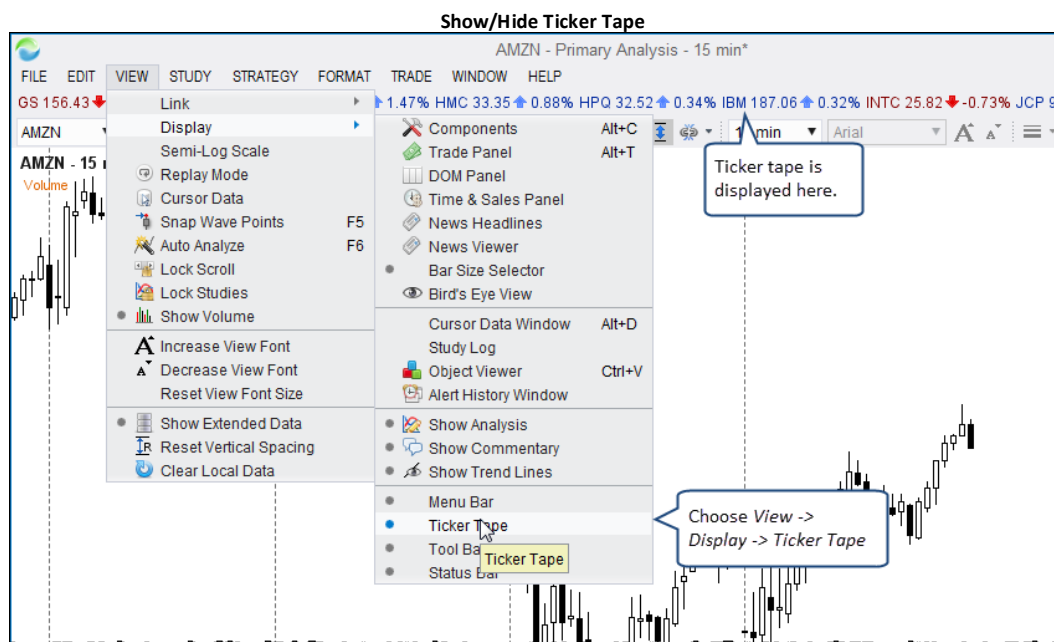 Show/Hide Ticker Tape
AMZN - Primary Analysis - 15 min*
FILE EDIT VIEW STUDY STRATEGY FORMAT TRADE WINDOW HELP
GS 156.43 1.47% HMC 33.35 0.88% HPQ 32.52 0.34% IBM 187.06 0.32% INTC 25.82 -0.73% JCP 9
AMZN min Arial A A
AMZN - 15
Volume
Link
Display
Semi-Log Scale
Replay Mode
Cursor Data
Snap Wave Points F5
Auto Analyze F6
Lock Scroll
Lock Studies
Show Volume
Increase View Font
Decrease View Font
Reset View Font Size
Show Extended Data
Reset Vertical Spacing
Clear Local Data
Components Alt+C
Trade Panel Alt+T
DOM Panel
Time & Sales Panel
News Headlines
News Viewer
Bar Size Selector
Bird's Eye View
Cursor Data Window Alt+D
Study Log
Object Viewer Ctrl+V
Alert History Window
Show Analysis
Show Commentary
Show Trend Lines
Menu Bar
Ticker Tape
Tool Ba
Status Bar
Ticker Tape
Ticker tape is
displayed here.
Choose View ->
Display -> Ticker Tape